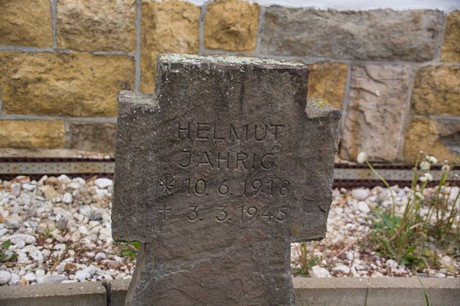 HELMUT
JÄHRIG
* 10. 6. 1918
† 3. 3. 1945